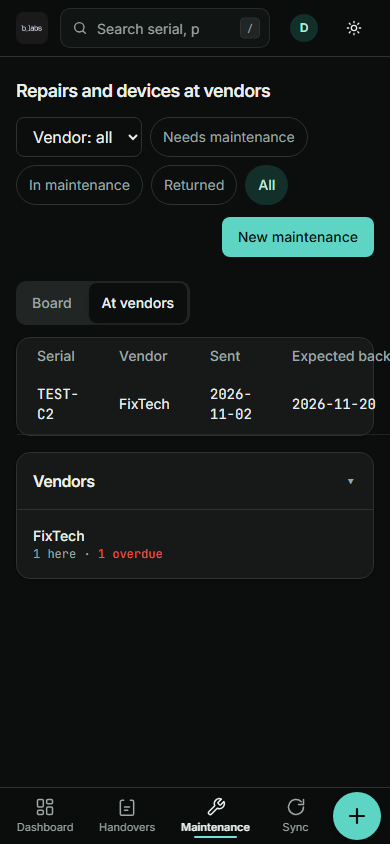 b_labs
Search serial, p
/
D
Repairs and devices at vendors
Vendor: all
Needs maintenance
In maintenance
Returned
All
New maintenance
Board
At vendors
Serial Vendor Sent Expected back
TEST-
C2
FixTech
2026-
11-02
2026-11-20
Vendors
FixTech
1 here · 1 overdue
Dashboard
Handovers
Maintenance
Sync